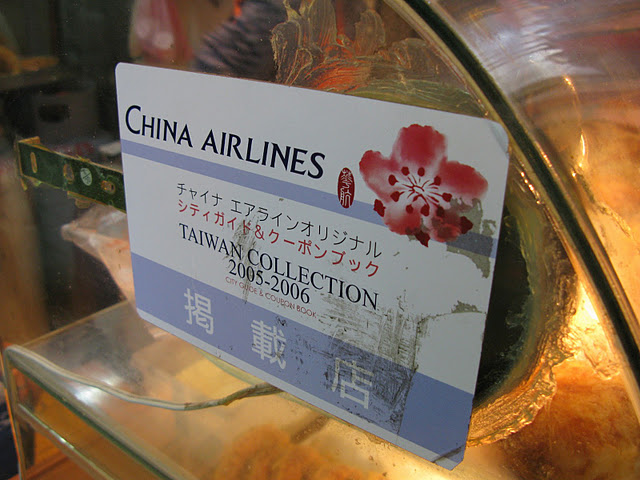 CHINA AIRLINES
華航
チャイナ エアラインオリジナル
シティガイド&クーポンブック
TAIWAN COLLECTION
2005-2006
CITY GUIDE & COUPON BOOK
掲載店